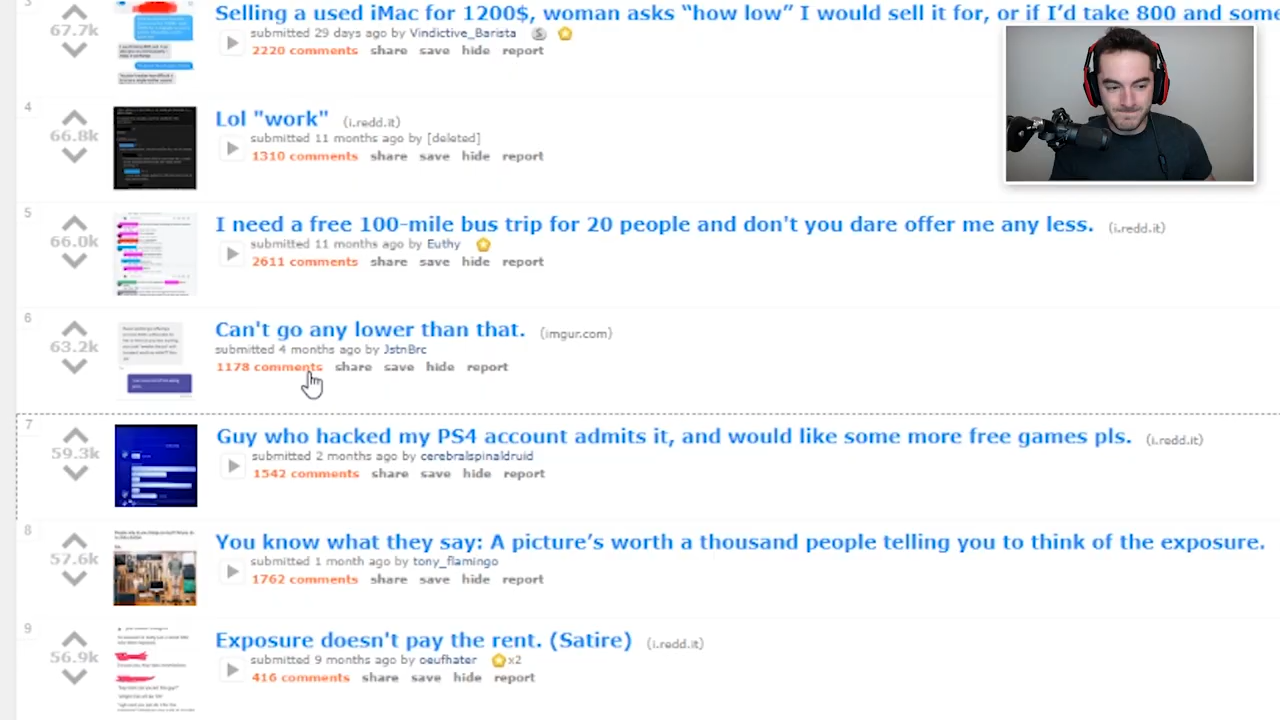 3
Selling a used iMac for 1200$, woman asks “how low” I would sell it for, or if I’d take 800 and some
67.7k
submitted 29 days ago by Vindictive_Barista S
2220 comments share save hide report
4
Lol "work" (i.redd.it)
66.8k
submitted 11 months ago by [deleted]
1310 comments share save hide report
5
I need a free 100-mile bus trip for 20 people and don't you dare offer me any less. (i.redd.it)
66.0k
submitted 11 months ago by Euthy
2611 comments share save hide report
6
Can't go any lower than that. (imgur.com)
63.2k
submitted 4 months ago by JstnBrc
1178 comments share save hide report
7
Guy who hacked my PS4 account admits it, and would like some more free games pls. (i.redd.it)
59.3k
submitted 2 months ago by cerebralspinaldruid
1542 comments share save hide report
8
You know what they say: A picture’s worth a thousand people telling you to think of the exposure.
57.6k
submitted 1 month ago by tony_flamingo
1762 comments share save hide report
9
Exposure doesn't pay the rent. (Satire) (i.redd.it)
56.9k
submitted 9 months ago by oeufhater x2
416 comments share save hide report